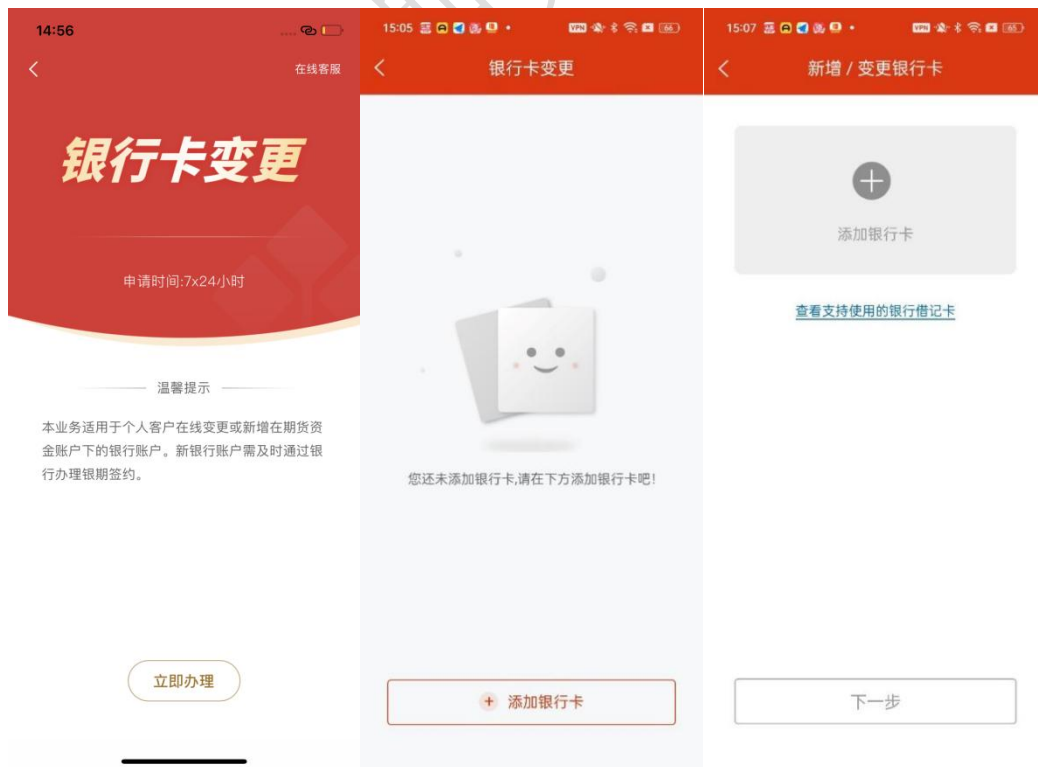 14:56
在线客服
银行卡变更
申请时间:7x24小时
温馨提示
本业务适用于个人客户在线变更或新增在期货资
金账户下的银行账户。新银行账户需及时通过银
行办理银期签约。
立即办理
15:05
VPN
66
银行卡变更
您还未添加银行卡,请在下方添加银行卡吧!
+ 添加银行卡
15:07
VPN
65
新增 / 变更银行卡
添加银行卡
查看支持使用的银行借记卡
下一步